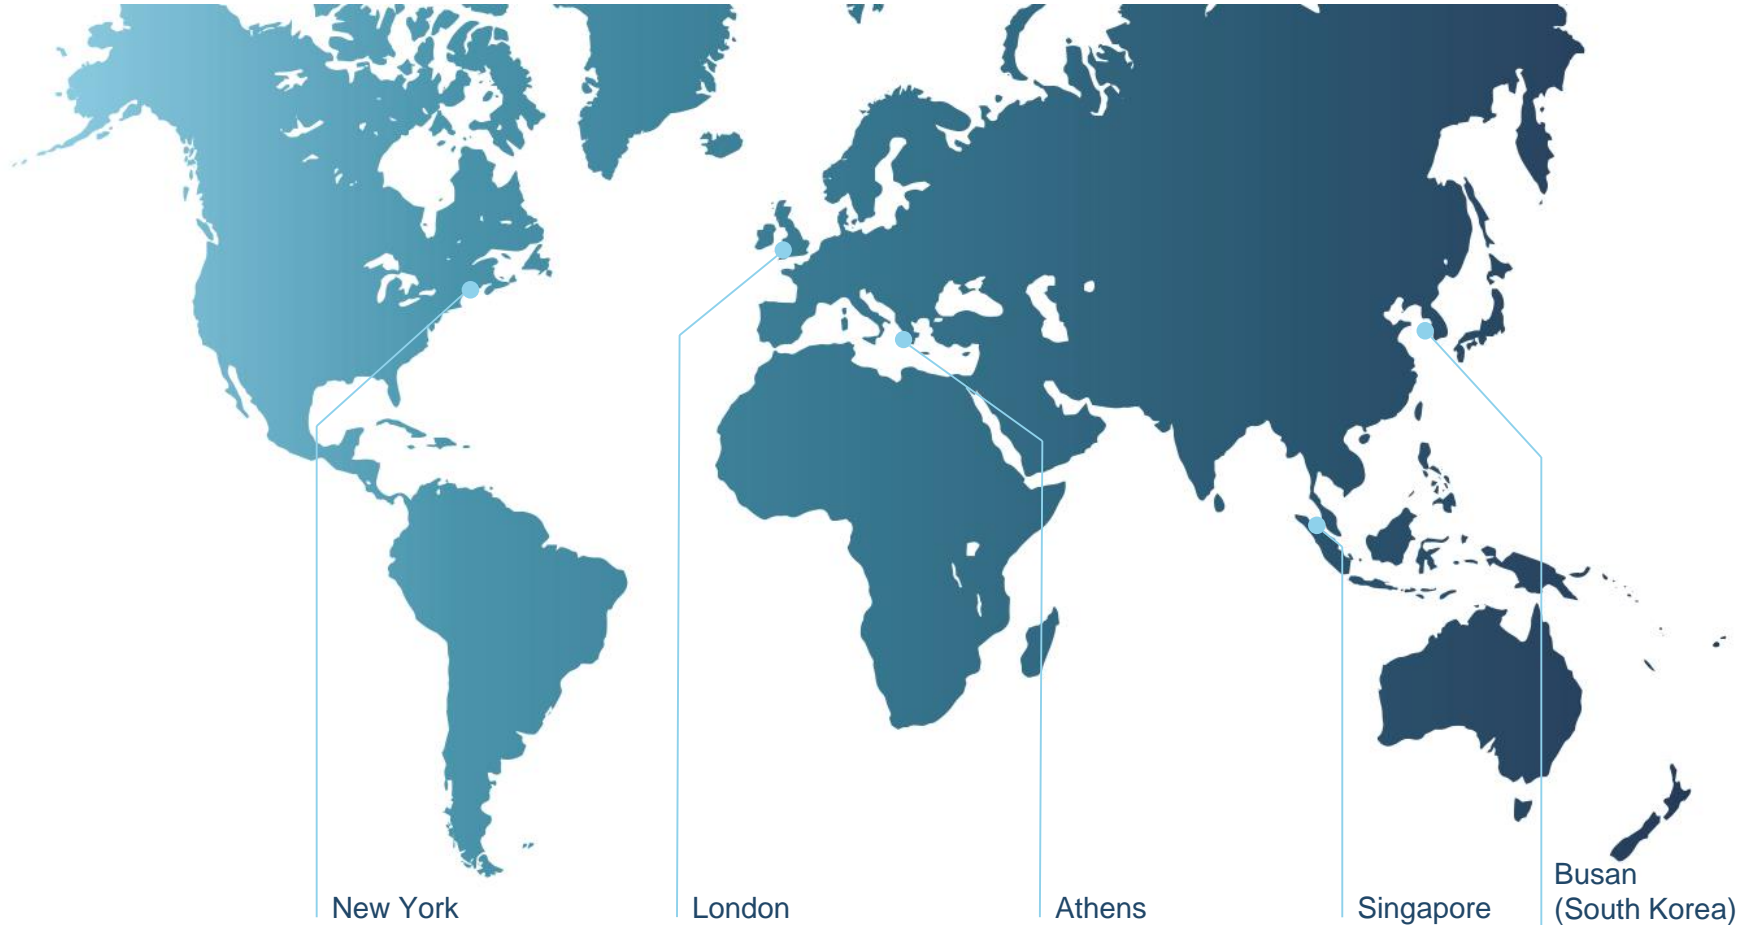 New York
London
Athens
Singapore
Busan
(South Korea)